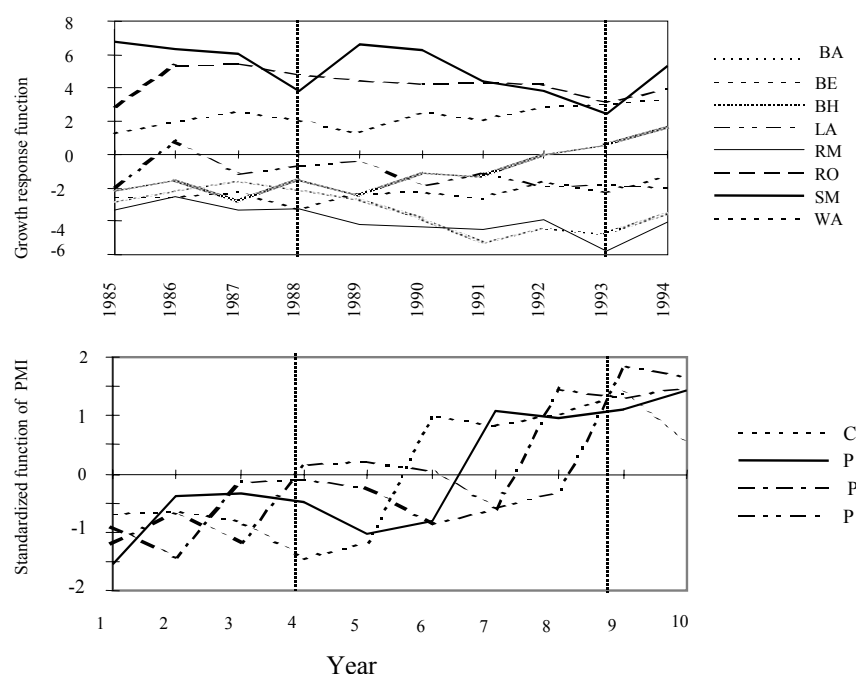 Growth response function
8
6
4
2
0
-2
-4
-6
1985
1986
1987
1988
1989
1990
1991
1992
1993
1994
BA
BE
BH
LA
RM
RO
SM
WA
Standardized function of PMI
2
1
0
-1
-2
1
2
3
4
5
6
7
8
9
10
C
P
P
P
Year